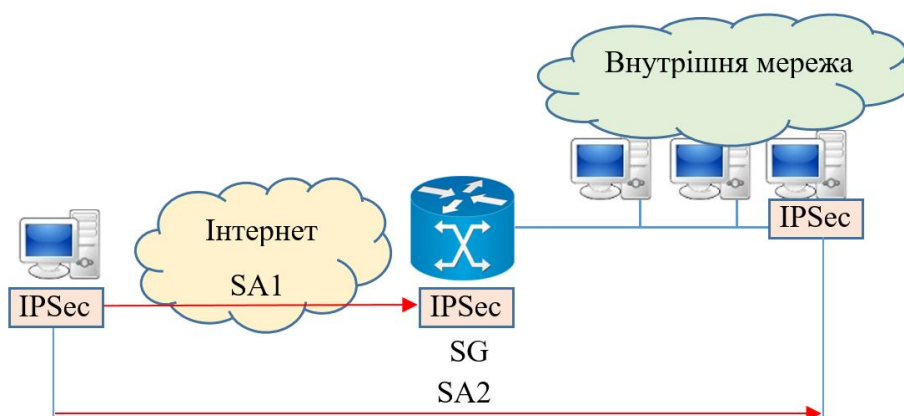 Внутрішня мережа
Інтернет
SA1
IPSec
IPSec
IPSec
SG
SA2